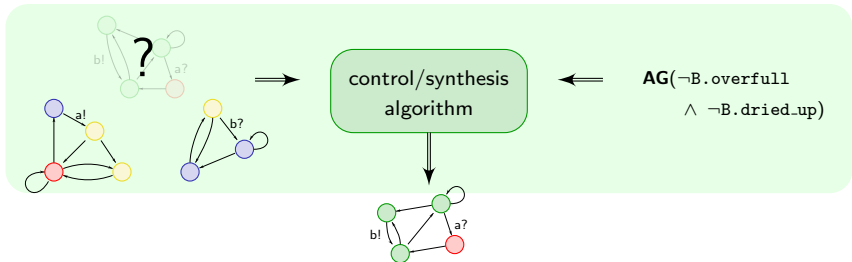 b!
?
a?
a!
b?
control/synthesis
algorithm
AG(¬B.overfull
∧ ¬B.dried_up)
b!
a?